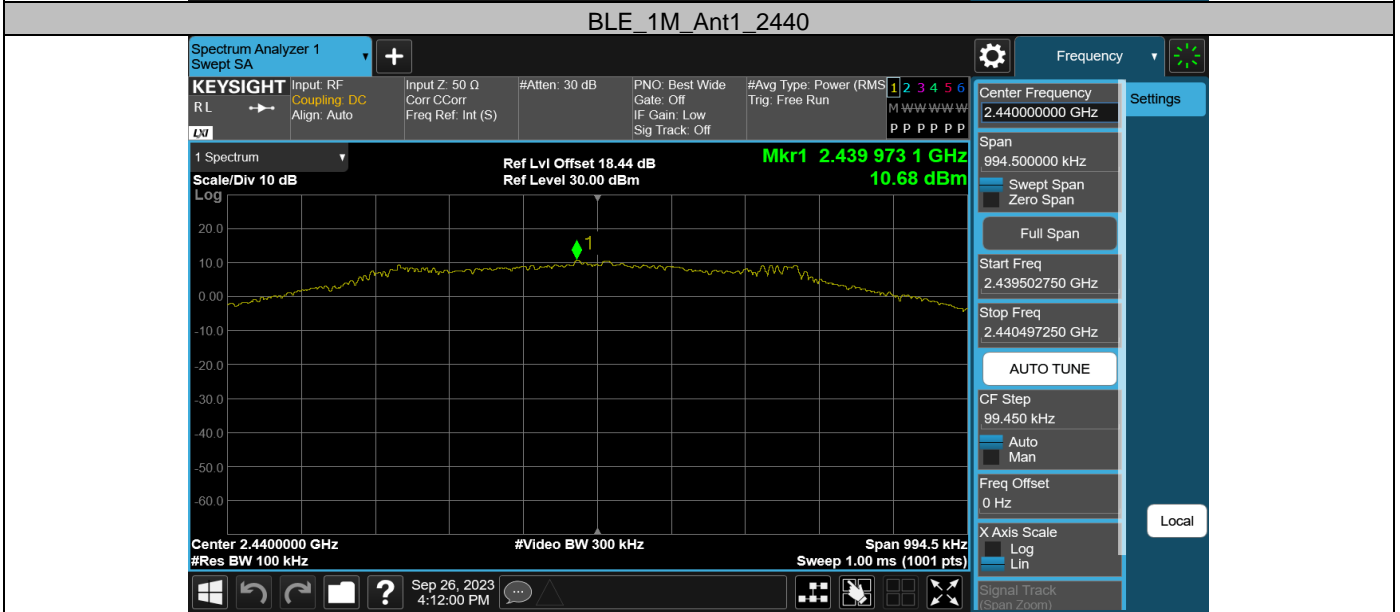 BLE_1M_Ant1_2440
Spectrum Analyzer 1
Swept SA
+
Frequency
KEYSIGHT
RL
LXI
Input: RF
Coupling: DC
Align: Auto
Input Z: 50 Ω
Corr CCorr
Freq Ref: Int (S)
#Atten: 30 dB
PNO: Best Wide
Gate: Off
IF Gain: Low
Sig Track: Off
#Avg Type: Power (RMS
Trig: Free Run
1 2 3 4 5 6
M W W W W W
P P P P P P
1 Spectrum
Scale/Div 10 dB
Log
Ref Lvl Offset 18.44 dB
Ref Level 30.00 dBm
Mkr1 2.439 973 1 GHz
10.68 dBm
1
20.0
10.0
0.00
-10.0
-20.0
-30.0
-40.0
-50.0
-60.0
Center 2.4400000 GHz
#Res BW 100 kHz
#Video BW 300 kHz
Span 994.5 kHz
Sweep 1.00 ms (1001 pts)
Center Frequency
2.440000000 GHz
Settings
Span
994.500000 kHz
Swept Span
Zero Span
Full Span
Start Freq
2.439502750 GHz
Stop Freq
2.440497250 GHz
AUTO TUNE
CF Step
99.450 kHz
Auto
Man
Freq Offset
0 Hz
X Axis Scale
Log
Lin
Local
Signal Track
(Span Zoom)
?
Sep 26, 2023
4:12:00 PM